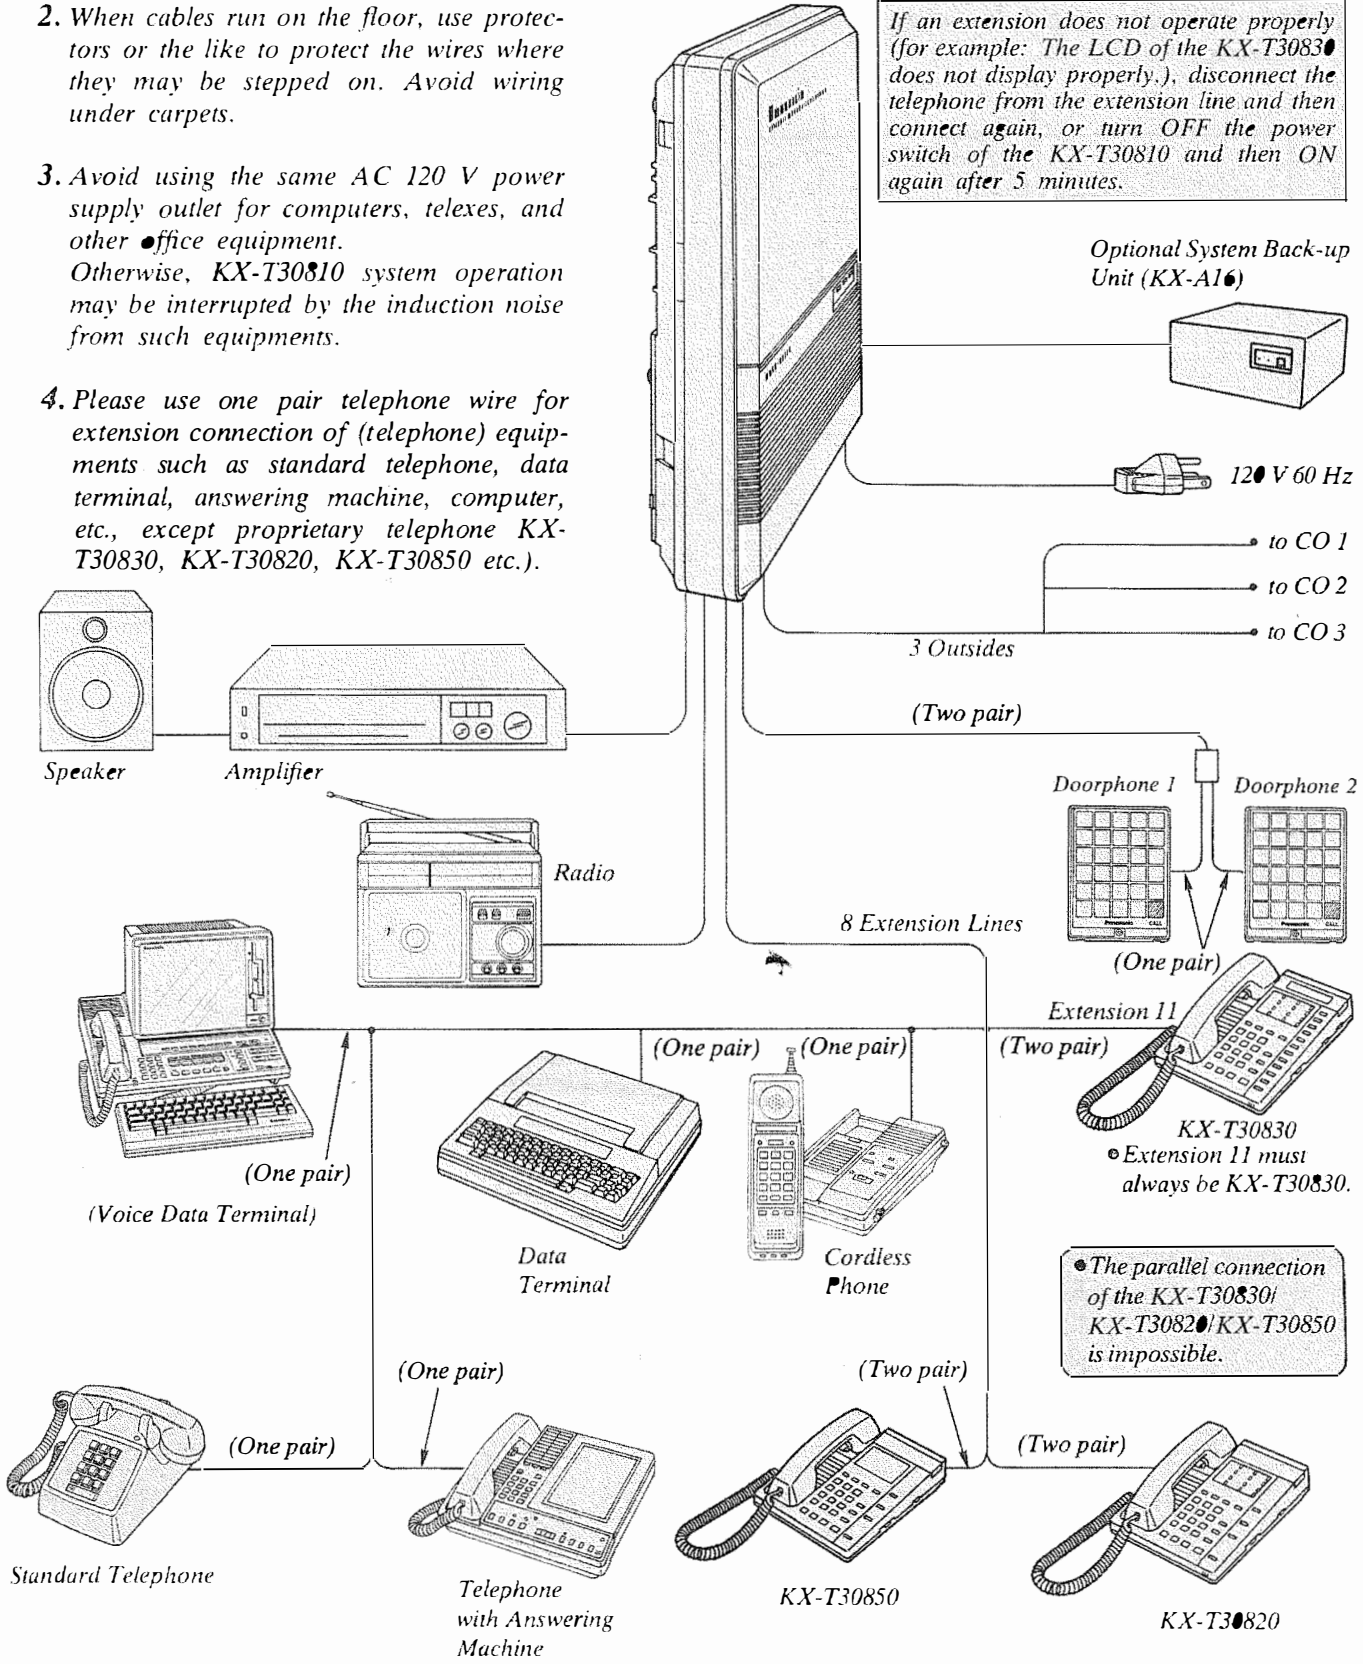 2. When cables run on the floor, use protec-
tors or the like to protect the wires where
they may be stepped on. Avoid wiring
under carpets.
3. Avoid using the same AC 120 V power
supply outlet for computers, telexes, and
other office equipment.
Otherwise, KX-T30810 system operation
may be interrupted by the induction noise
from such equipments.
4. Please use one pair telephone wire for
extension connection of (telephone) equip-
ments such as standard telephone, data
terminal, answering machine, computer,
etc., except proprietary telephone KX-
T30830, KX-T30820, KX-T30850 etc.).
If an extension does not operate properly
(for example: The LCD of the KX-T30830
does not display properly.), disconnect the
telephone from the extension line and then
connect again, or turn OFF the power
switch of the KX-T30810 and then ON
again after 5 minutes.
Optional System Back-up
Unit (KX-A16)
120 V 60 Hz
to CO 1
to CO 2
to CO 3
3 Outsides
(Two pair)
Speaker
Amplifier
Doorphone 1
Doorphone 2
Panasonic
CALL
CALL
Radio
8 Extension Lines
(One pair)
Extension 11
(One pair)
(One pair)
(Two pair)
KX-T30830
• Extension 11 must
always be KX-T30830.
(One pair)
(Voice Data Terminal)
Data
Terminal
Cordless
Phone
• The parallel connection
of the KX-T30830/
KX-T30820/KX-T30850
is impossible.
(One pair)
(Two pair)
(One pair)
(Two pair)
Standard Telephone
Telephone
with Answering
Machine
KX-T30850
KX-T30820